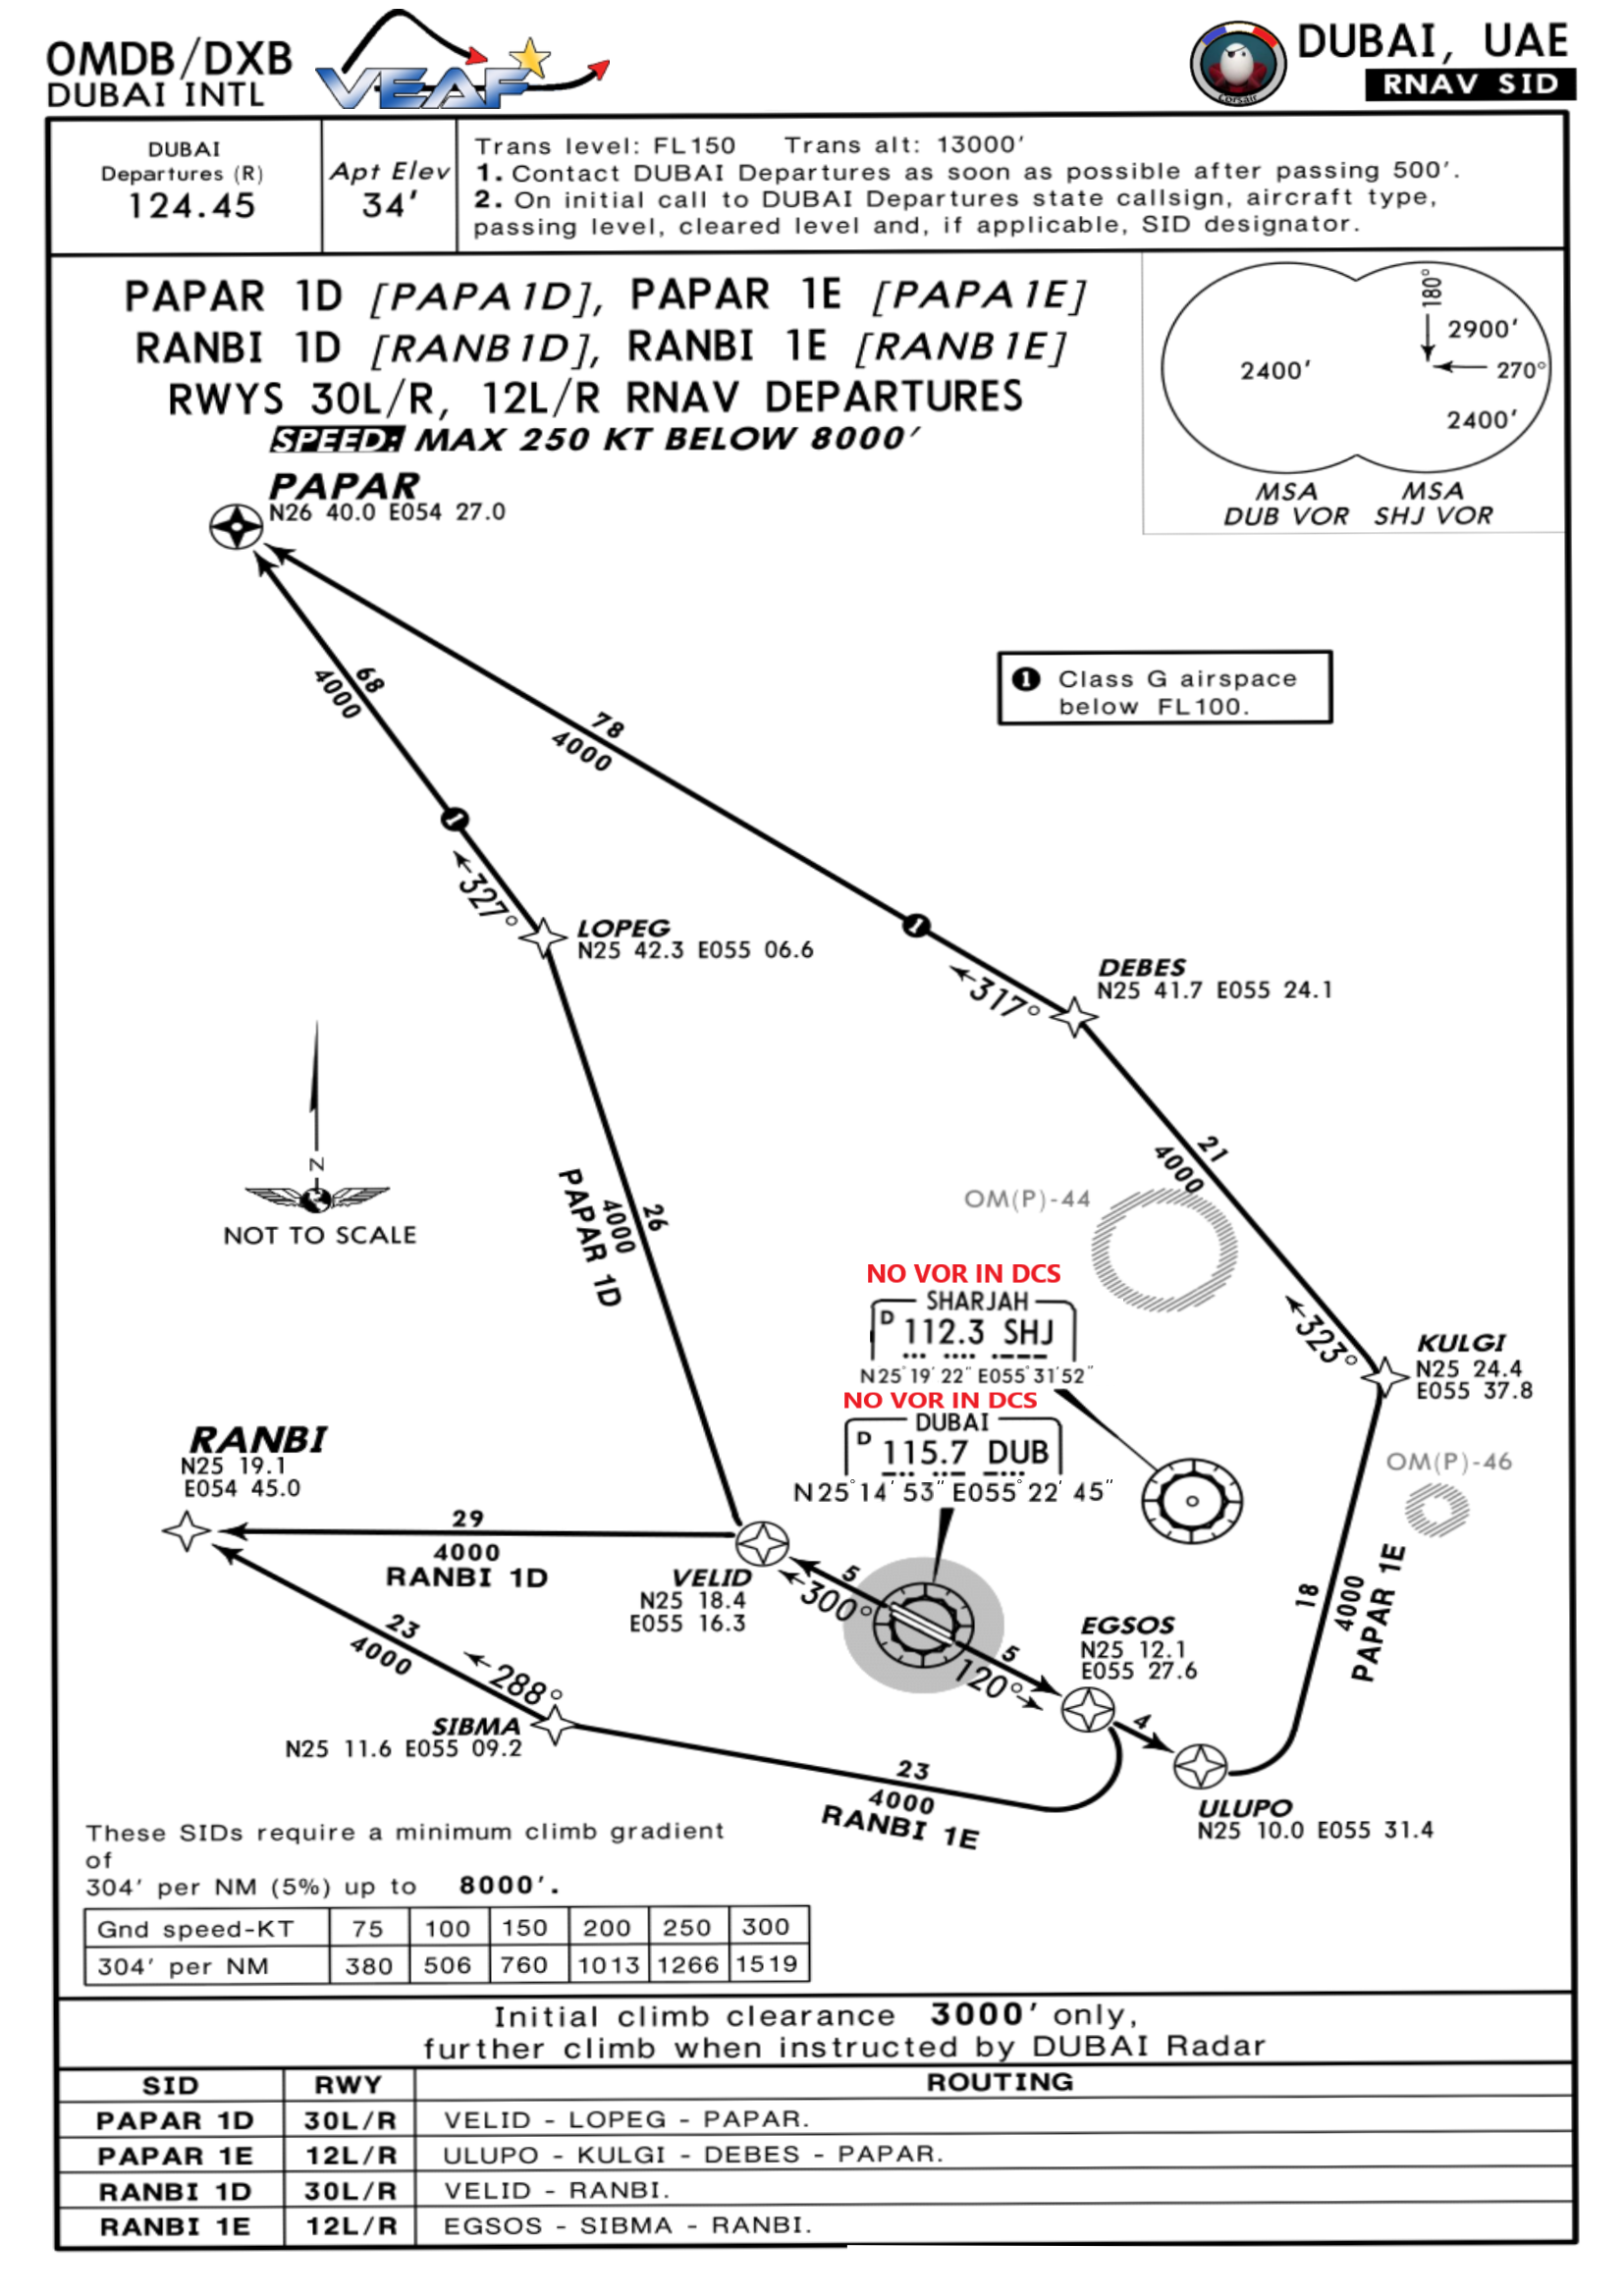 OMDB/DXB
DUBAI INTL
VEAF
Corsair
DUBAI, UAE
RNAV SID
DUBAI
Departures (R)
124.45
Apt Elev
34'
Trans level: FL150 Trans alt: 13000'
1. Contact DUBAI Departures as soon as possible after passing 500'.
2. On initial call to DUBAI Departures state callsign, aircraft type,
passing level, cleared level and, if applicable, SID designator.
PAPAR 1D [PAPA1D], PAPAR 1E [PAPA1E]
RANBI 1D [RANB1D], RANBI 1E [RANB1E]
RWYS 30L/R, 12L/R RNAV DEPARTURES
SPEED: MAX 250 KT BELOW 8000'
180°
2900'
2400'
270°
2400'
MSA
DUB VOR
MSA
SHJ VOR
PAPAR
N26 40.0 E054 27.0
1 Class G airspace
below FL100.
68
4000
78
4000
1
327°
LOPEG
N25 42.3 E055 06.6
1
317°
DEBES
N25 41.7 E055 24.1
N
NOT TO SCALE
26
4000
PAPAR 1D
21
4000
OM(P)-44
323°
KULGI
N25 24.4
E055 37.8
NO VOR IN DCS
SHARJAH
D 112.3 SHJ
N25° 19' 22" E055° 31' 52"
NO VOR IN DCS
DUBAI
D 115.7 DUB
N25° 14' 53" E055° 22' 45"
OM(P)-46
RANBI
N25 19.1
E054 45.0
29
4000
RANBI 1D
VELID
N25 18.4
E055 16.3
5
300°
5
120°
EGSOS
N25 12.1
E055 27.6
18
4000
PAPAR 1E
23
4000
288°
SIBMA
N25 11.6 E055 09.2
4
ULUPO
N25 10.0 E055 31.4
23
4000
RANBI 1E
These SIDs require a minimum climb gradient
of
304' per NM (5%) up to 8000'.
Gnd speed-KT 75 100 150 200 250 300
304' per NM 380 506 760 1013 1266 1519
Initial climb clearance 3000' only,
further climb when instructed by DUBAI Radar
SID RWY ROUTING
PAPAR 1D 30L/R VELID - LOPEG - PAPAR.
PAPAR 1E 12L/R ULUPO - KULGI - DEBES - PAPAR.
RANBI 1D 30L/R VELID - RANBI.
RANBI 1E 12L/R EGSOS - SIBMA - RANBI.